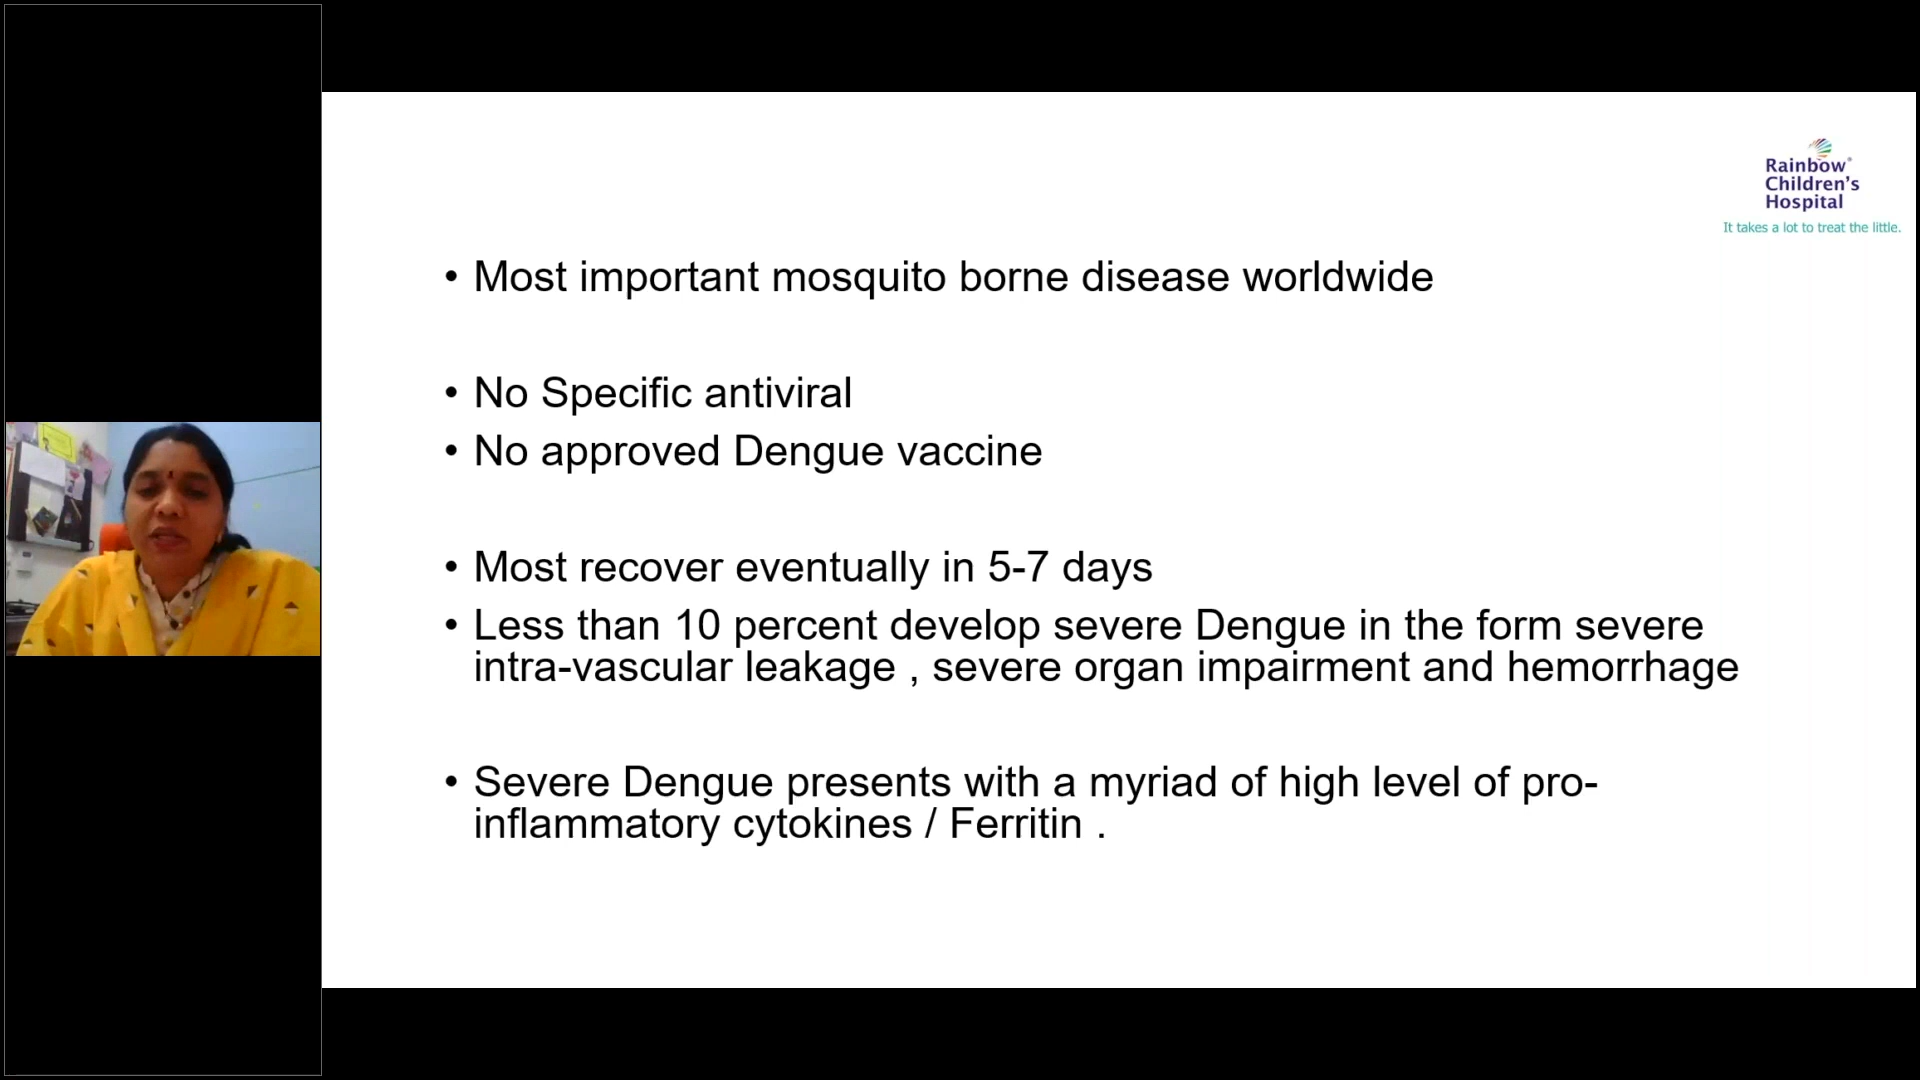 Rainbow®
Children's
Hospital
It takes a lot to treat the little.
• Most important mosquito borne disease worldwide
• No Specific antiviral
• No approved Dengue vaccine
• Most recover eventually in 5-7 days
• Less than 10 percent develop severe Dengue in the form severe
intra-vascular leakage , severe organ impairment and hemorrhage
• Severe Dengue presents with a myriad of high level of pro-
inflammatory cytokines / Ferritin .